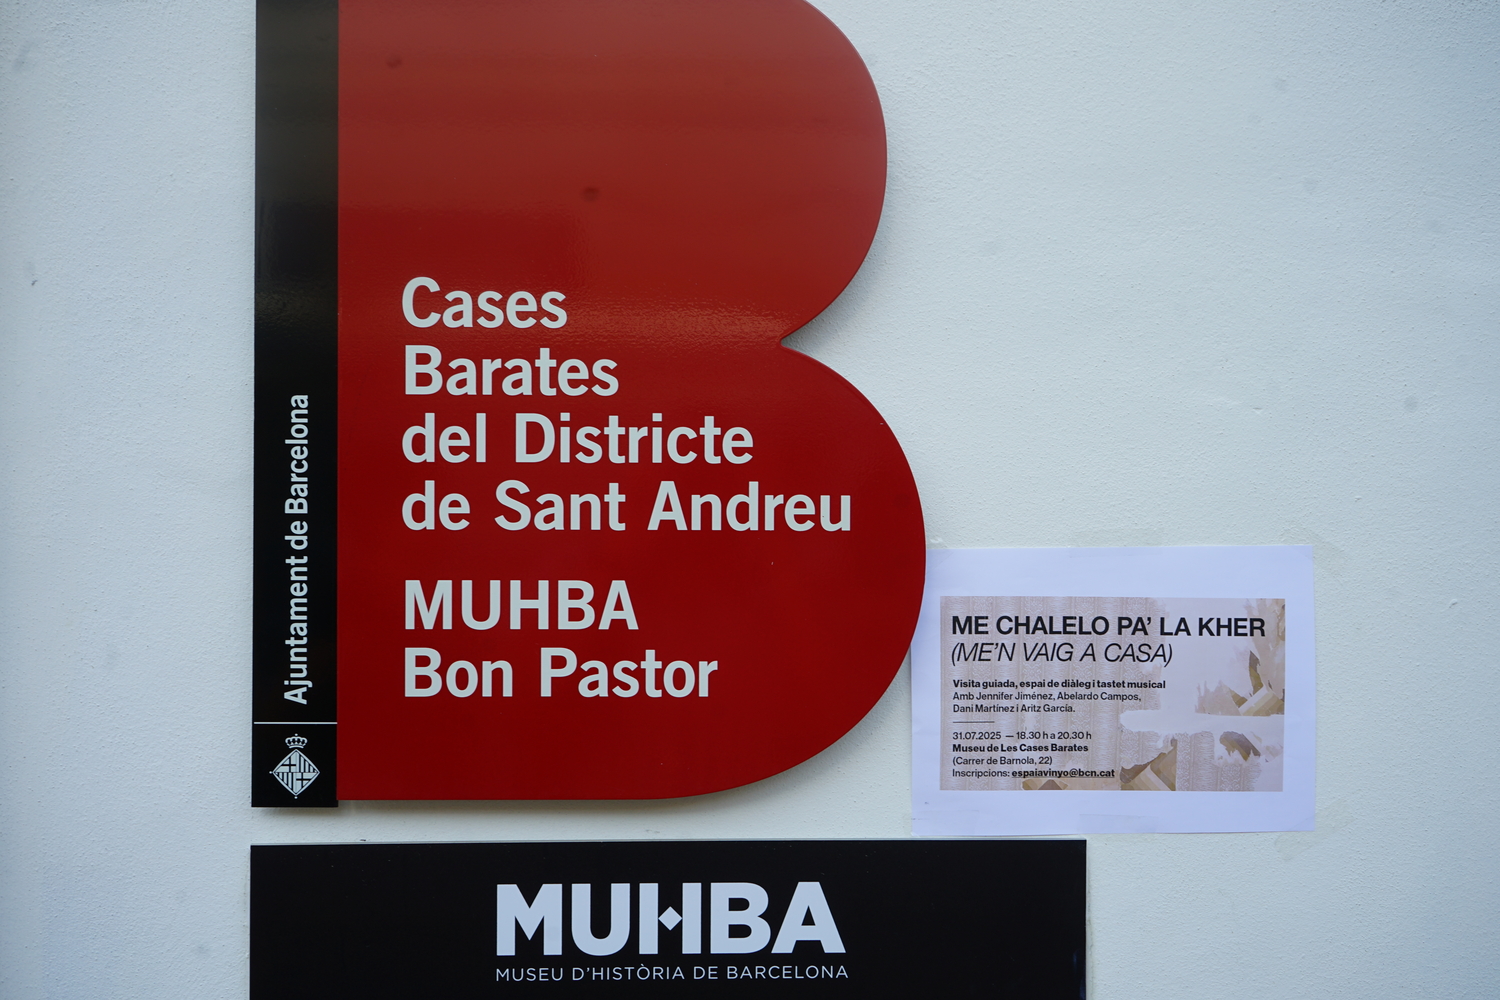 Ajuntament de Barcelona
Cases
Barates
del Districte
de Sant Andreu
MUHBA
Bon Pastor
ME CHALELO PA' LA KHER
(ME'N VAIG A CASA)
Visita guiada, espai de diàleg i tastet musical
Amb Jennifer Jiménez, Abelardo Campos,
Dani Martínez i Aritz García.
31.07.2025 — 18.30 h a 20.30 h
Museu de Les Cases Barates
(Carrer de Barnola, 22)
Inscripcions: espaiavinyo@bcn.cat
MUHBA
MUSEU D'HISTÒRIA DE BARCELONA